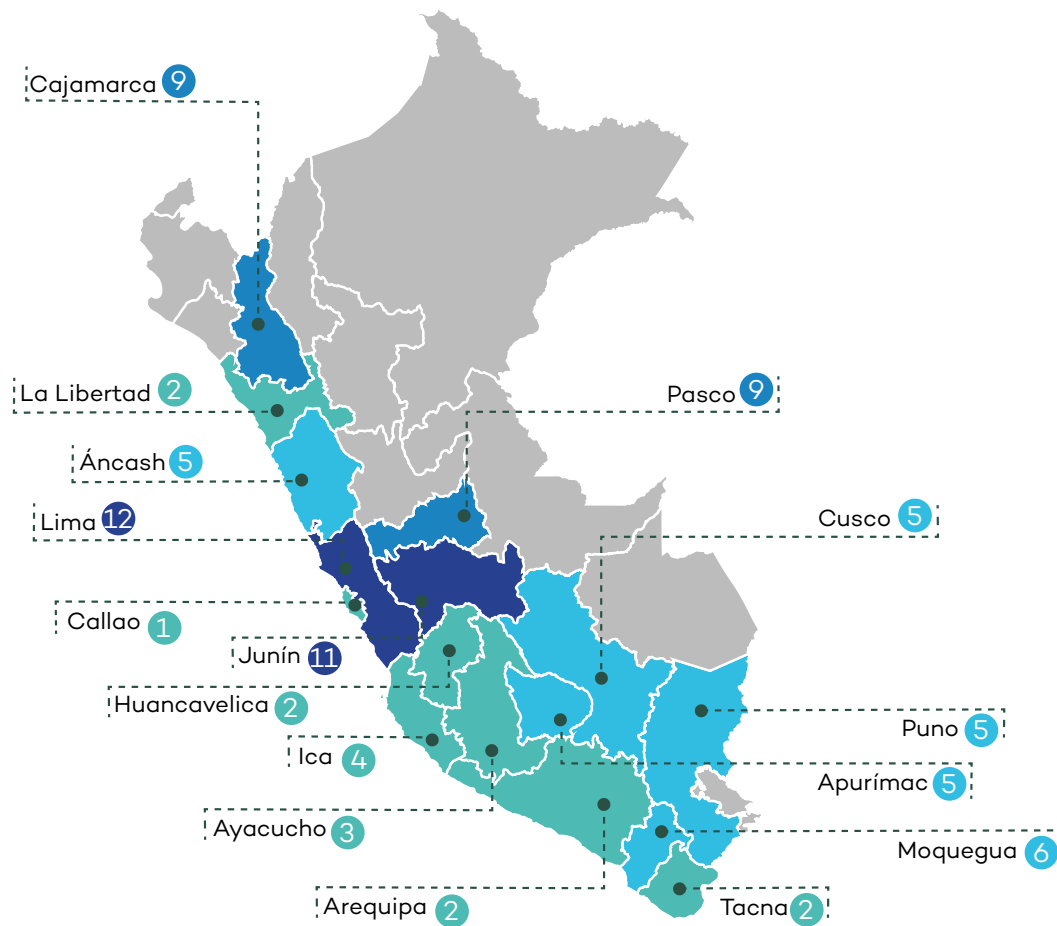 Cajamarca 9
La Libertad 2
Pasco 9
Áncash 5
Lima 12
Cusco 5
Callao 1
Junín 11
Huancavelica 2
Puno 5
Ica 4
Apurímac 5
Ayacucho 3
Moquegua 6
Arequipa 2
Tacna 2